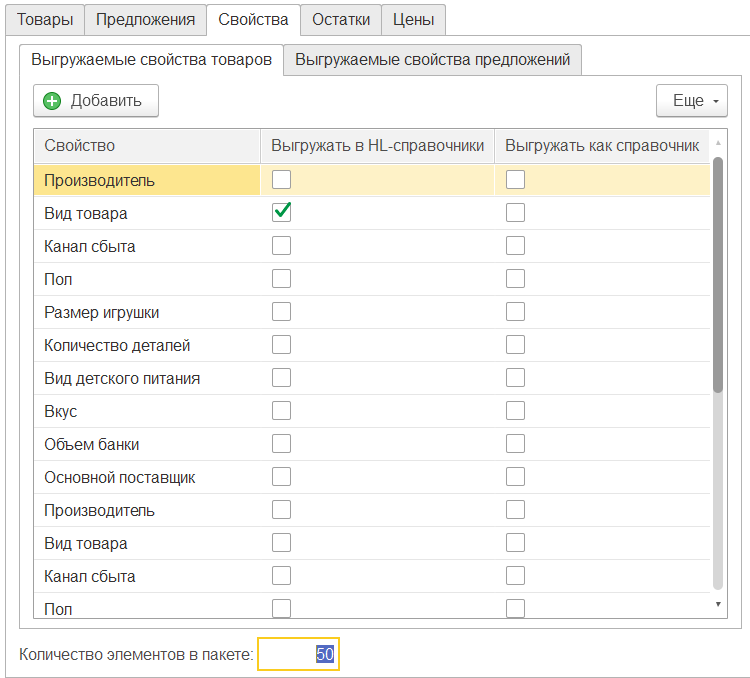 Товары Предложения Свойства Остатки Цены
Выгружаемые свойства товаров Выгружаемые свойства предложений
Добавить Еще
Свойство Выгружать в HL-справочники Выгружать как справочник
Производитель
Вид товара
Канал сбыта
Пол
Размер игрушки
Количество деталей
Вид детского питания
Вкус
Объем банки
Основной поставщик
Производитель
Вид товара
Канал сбыта
Пол
Количество элементов в пакете: 50